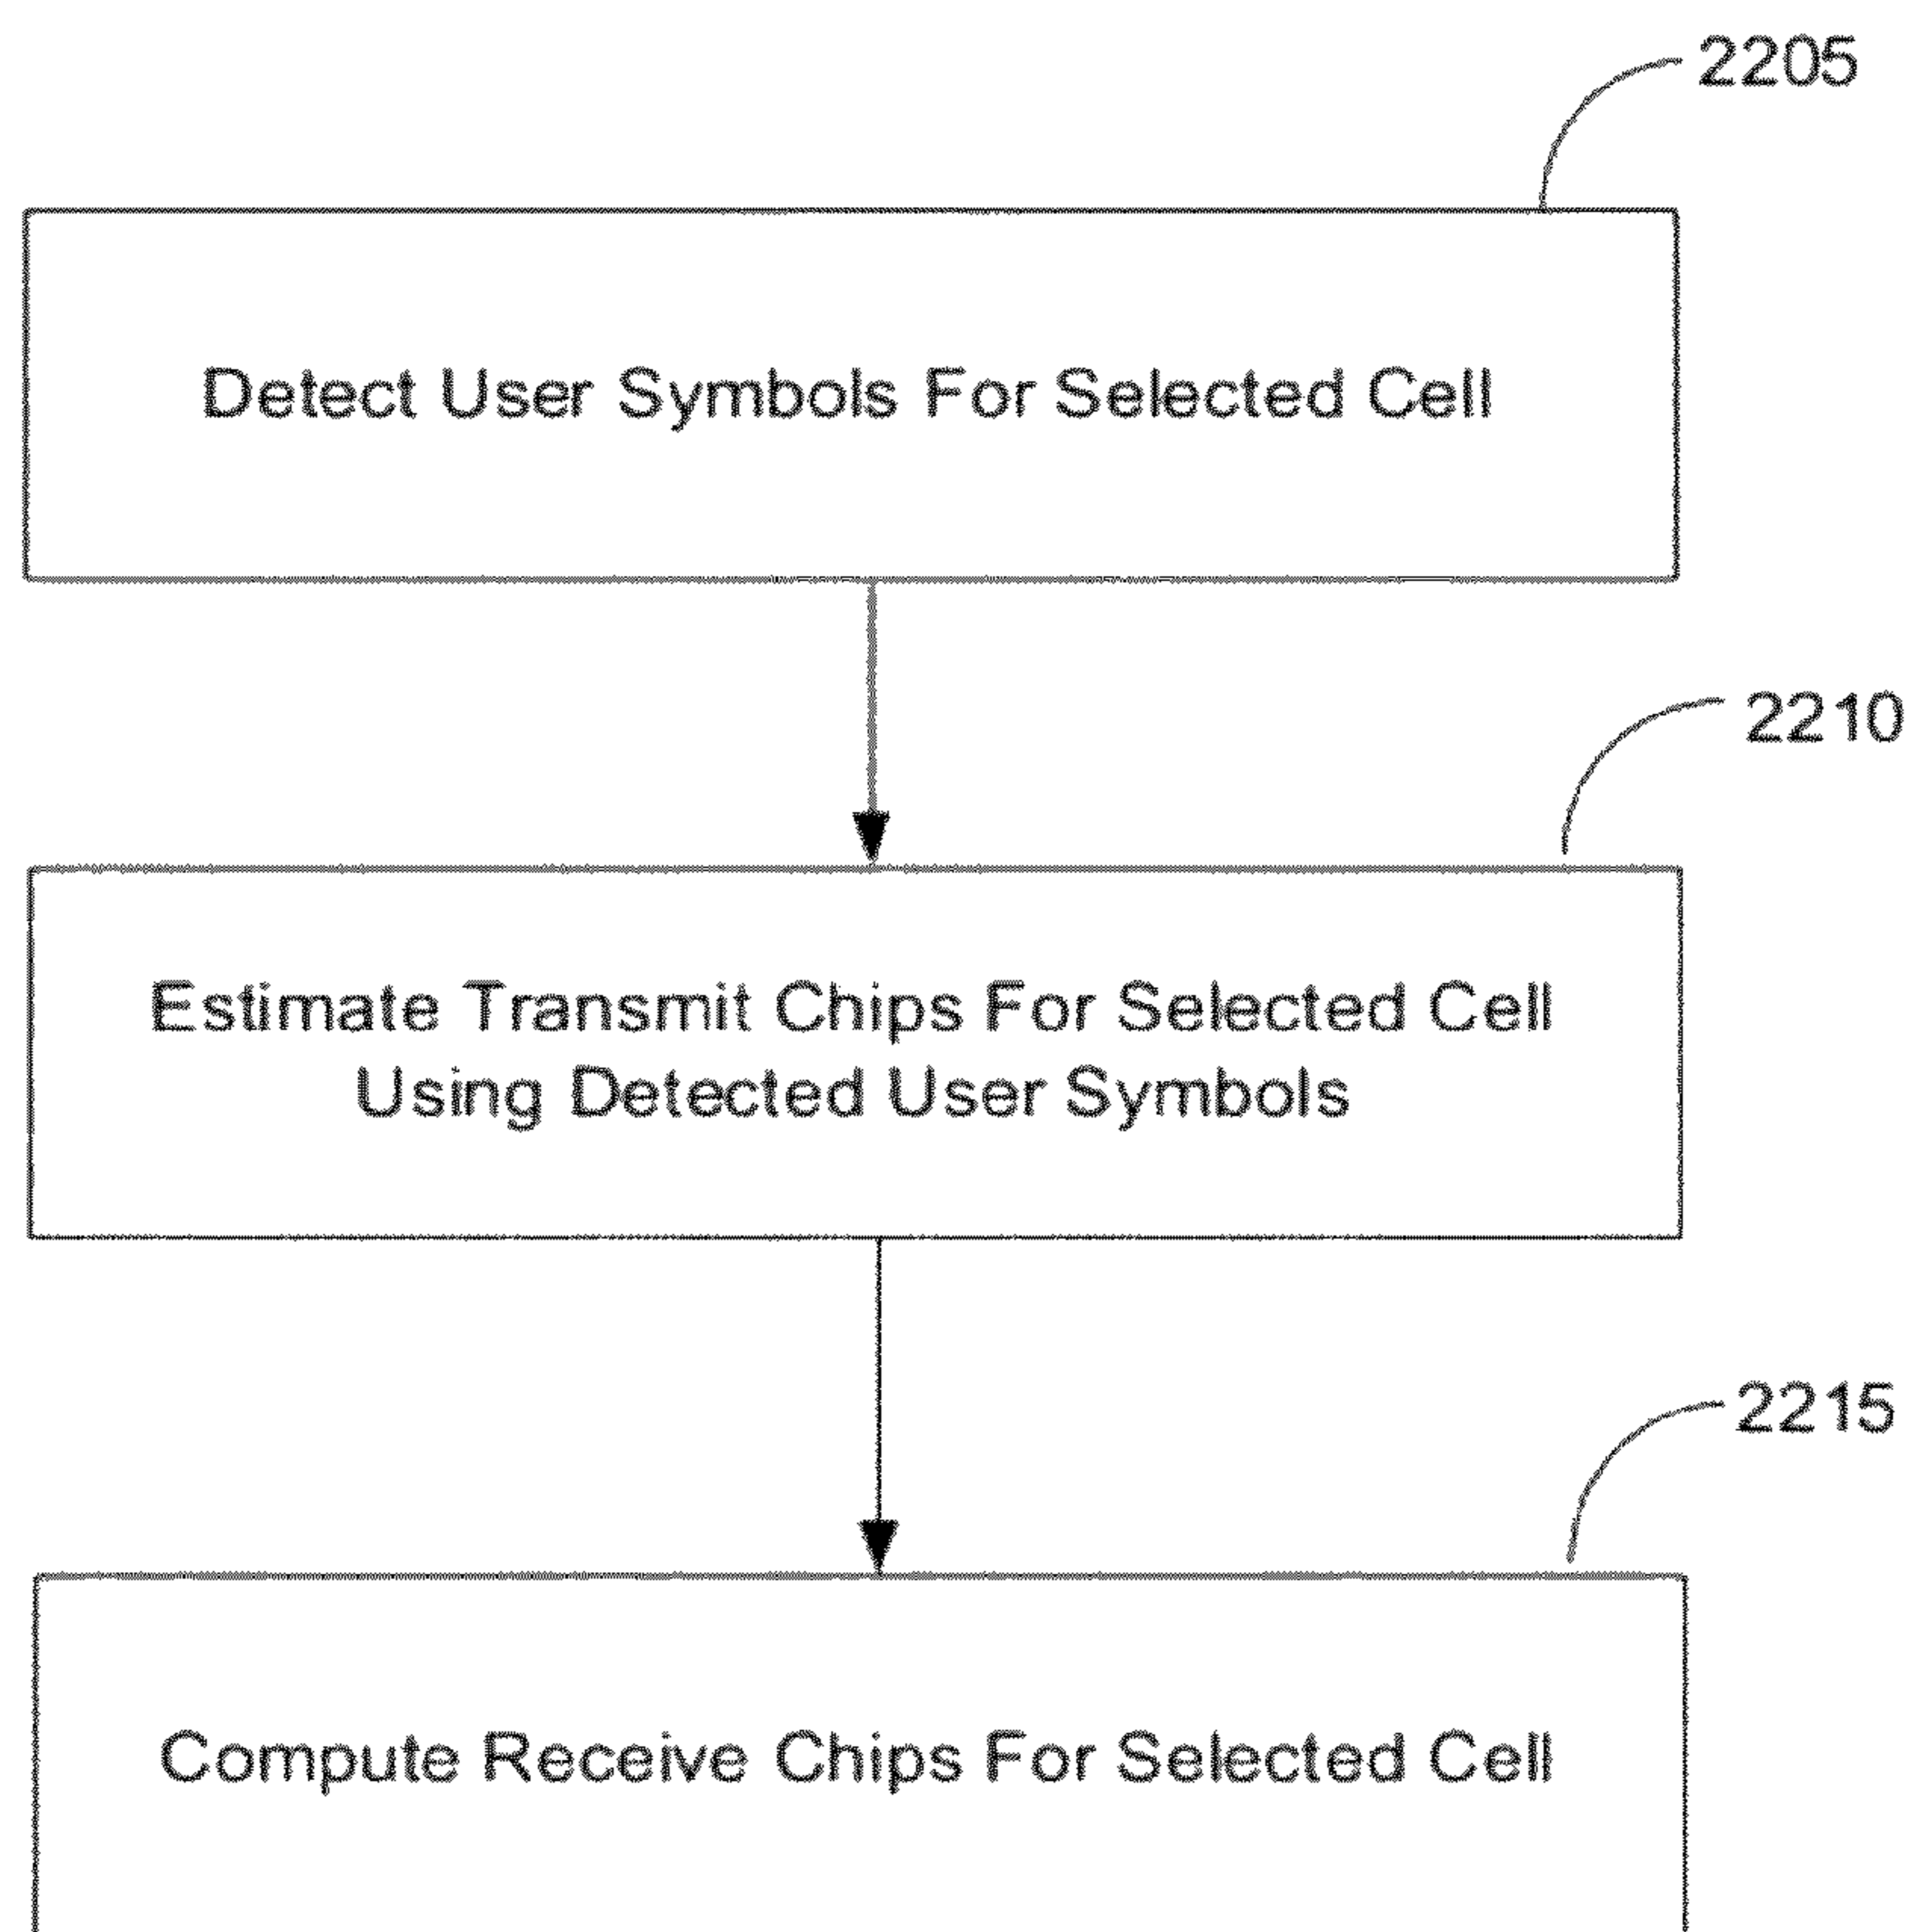 2205
Detect User Symbols For Selected Cell
2210
Estimate Transmit Chips For Selected Cell
Using Detected User Symbols
2215
Compute Receive Chips For Selected Cell